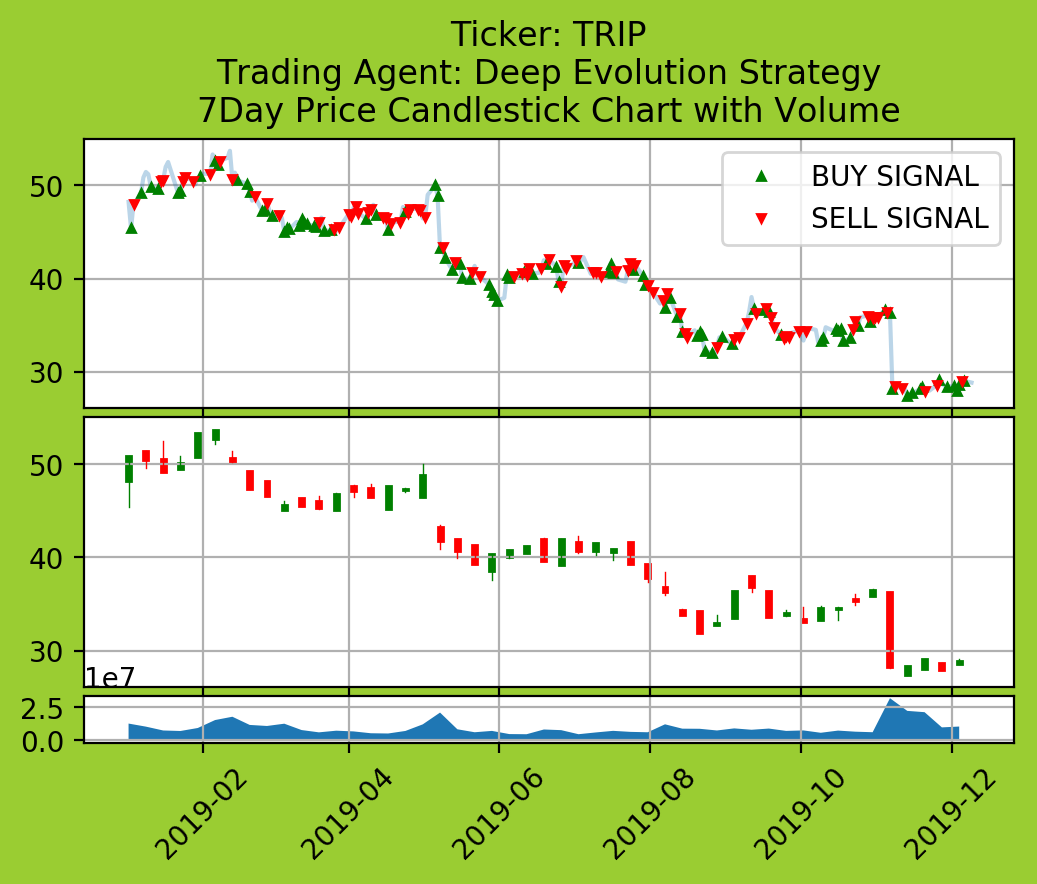 Ticker: TRIP
Trading Agent: Deep Evolution Strategy
7Day Price Candlestick Chart with Volume
50
40
30
BUY SIGNAL
SELL SIGNAL
50
40
30
1e7
2.5
0.0
2019-02
2019-04
2019-06
2019-08
2019-10
2019-12